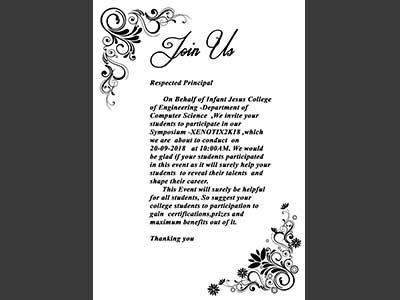 Join Us
Respected Principal
On Behalf of Infant Jesus College
of Engineering -Department of
Computer Science ,We invite your
students to participate in our
Symposium -XENOTIX2K18 ,which
we are about to conduct on
20-09-2018 at 10:00AM. We would
be glad if your students participated
in this event as it will surely help your
students to reveal their talents and
shape their career.
This Event will surely be helpful
for all students, So suggest your
college students to participation to
gain certifications,prizes and
maximum benefits out of it.
Thanking you